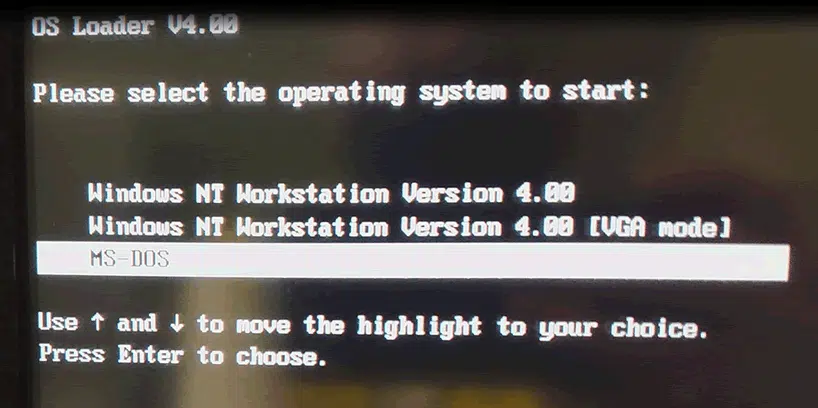 OS Loader V4.00
Please select the operating system to start:
Windows NT Workstation Version 4.00
Windows NT Workstation Version 4.00 [VGA mode]
MS-DOS
Use ↑ and ↓ to move the highlight to your choice.
Press Enter to choose.